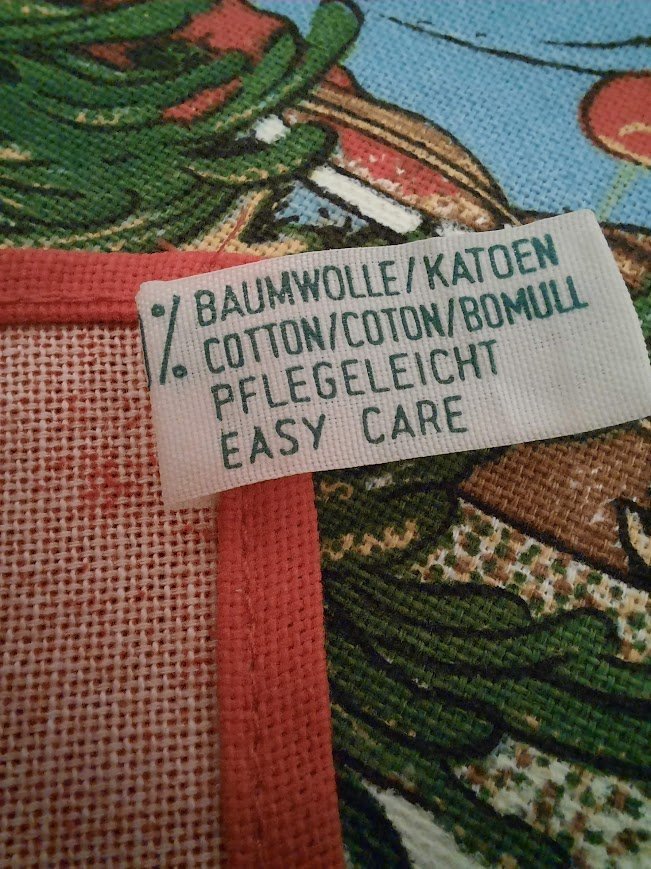 % BAUMWOLLE/KATOEN
COTTON/COTON/BOMULL
PFLEGELEICHT
EASY CARE